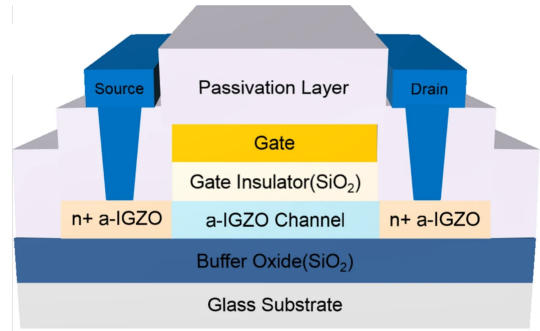 Source
Passivation Layer
Drain
Gate
Gate Insulator(SiO₂)
n+ a-IGZO
a-IGZO Channel
n+ a-IGZO
Buffer Oxide(SiO₂)
Glass Substrate